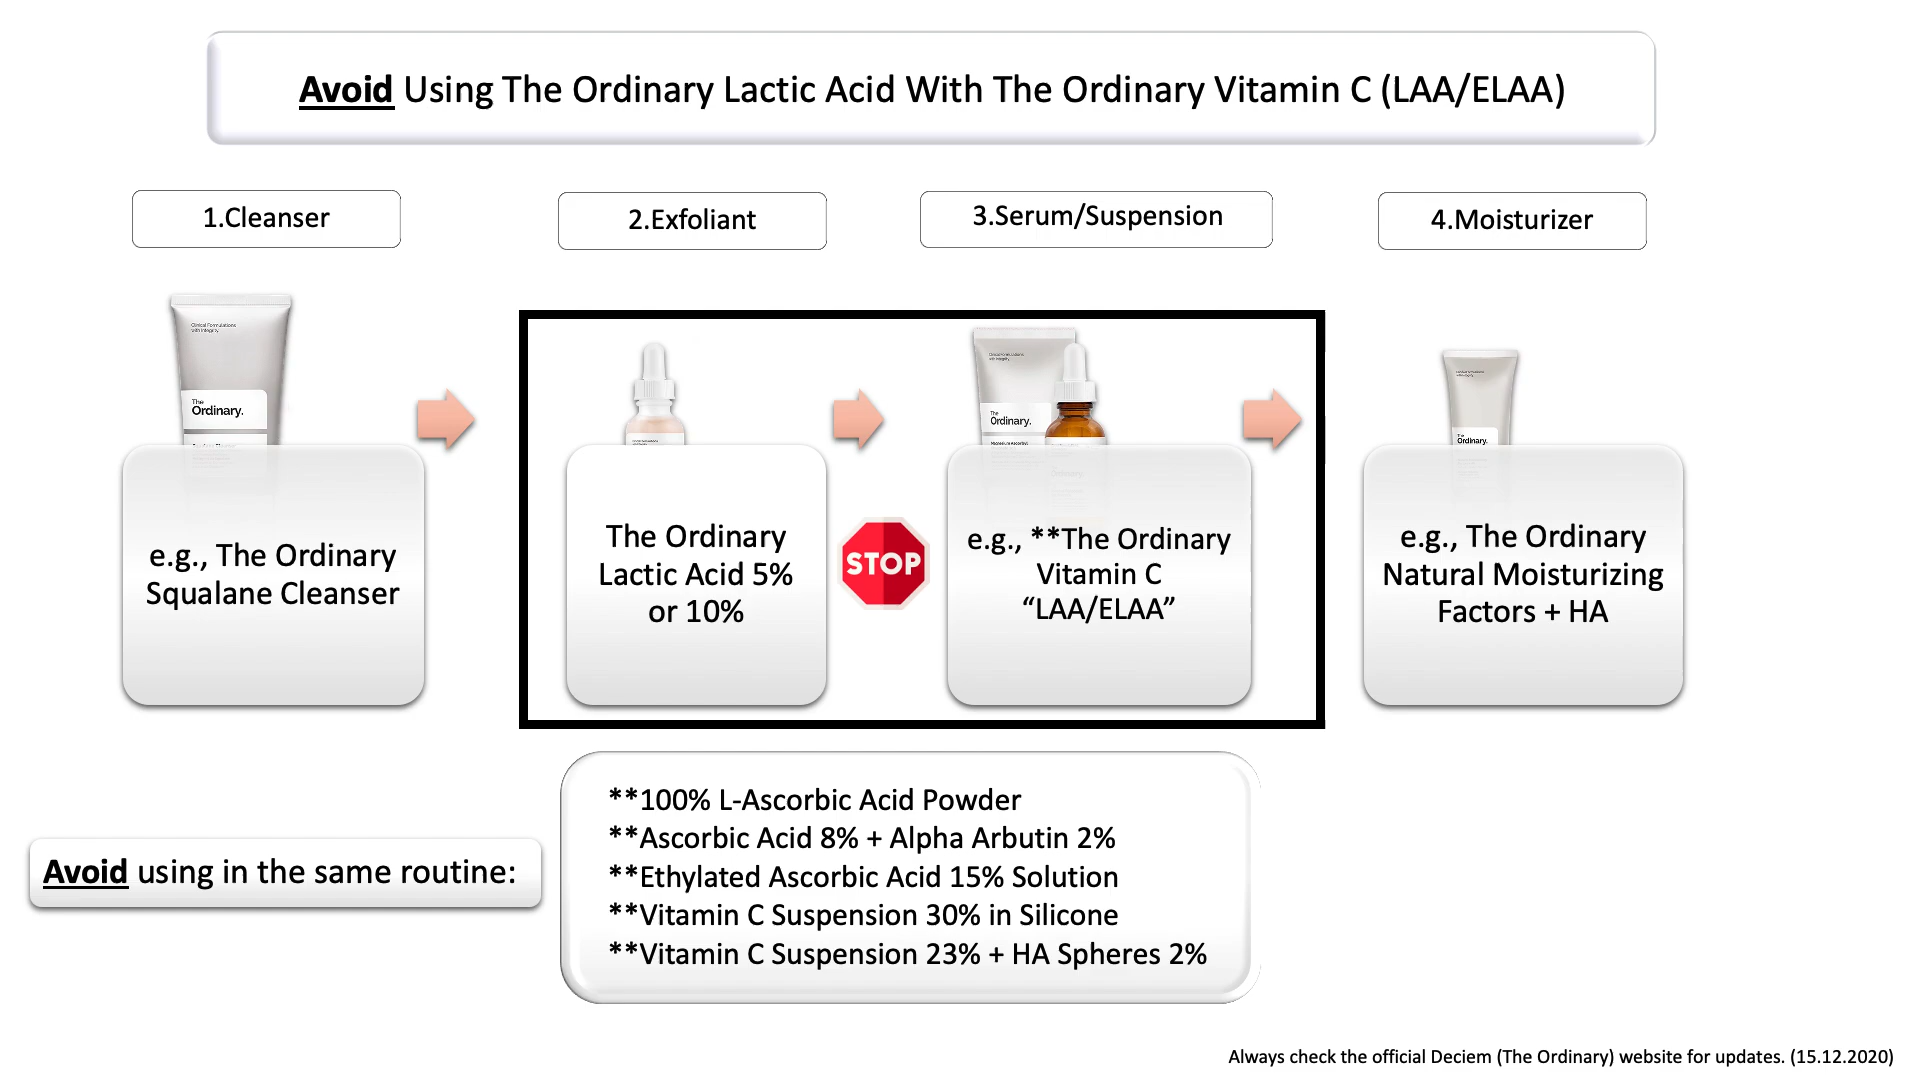 Avoid Using The Ordinary Lactic Acid With The Ordinary Vitamin C (LAA/ELAA)
1.Cleanser
2.Exfoliant
3.Serum/Suspension
4.Moisturizer
Clinical Formulations
with Integrity.
The
Ordinary.
The
Ordinary.
The
Ordinary.
e.g., The Ordinary
Squalane Cleanser
The Ordinary
Lactic Acid 5%
or 10%
STOP
e.g., **The Ordinary
Vitamin C
“LAA/ELAA”
e.g., The Ordinary
Natural Moisturizing
Factors + HA
Avoid using in the same routine:
**100% L-Ascorbic Acid Powder
**Ascorbic Acid 8% + Alpha Arbutin 2%
**Ethylated Ascorbic Acid 15% Solution
**Vitamin C Suspension 30% in Silicone
**Vitamin C Suspension 23% + HA Spheres 2%
Always check the official Deciem (The Ordinary) website for updates. (15.12.2020)